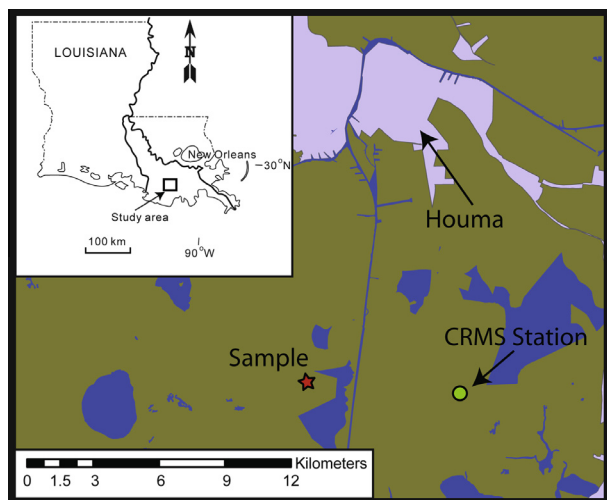 LOUISIANA
N
New Orleans
30°N
Study area
100 km
90°W
Houma
CRMS Station
Sample
Kilometers
0 1.5 3 6 9 12